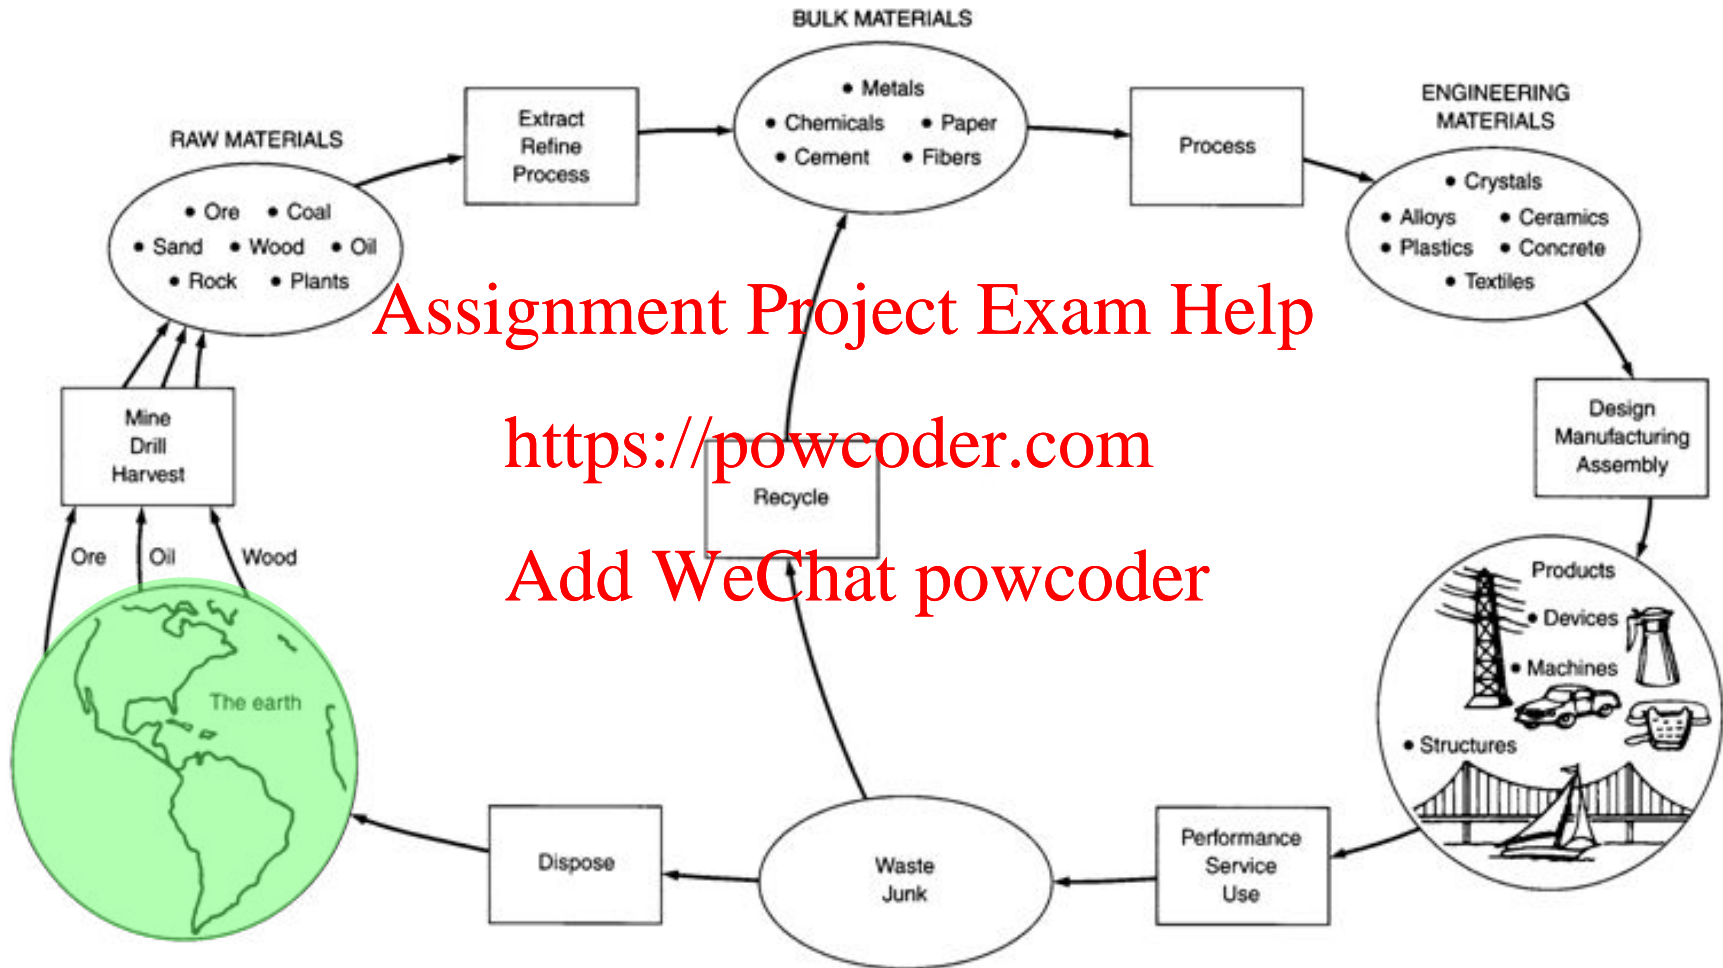 BULK MATERIALS
• Metals
• Chemicals • Paper
• Cement • Fibers
Extract
Refine
Process
Process
ENGINEERING
MATERIALS
• Crystals
• Alloys • Ceramics
• Plastics • Concrete
• Textiles
RAW MATERIALS
• Ore • Coal
• Sand • Wood • Oil
• Rock • Plants
Assignment Project Exam Help
Mine
Drill
Harvest
https://powcoder.com
Recycle
Design
Manufacturing
Assembly
Ore Oil Wood
Add WeChat powcoder
The earth
Products
• Devices
• Machines
• Structures
Dispose
Waste
Junk
Performance
Service
Use